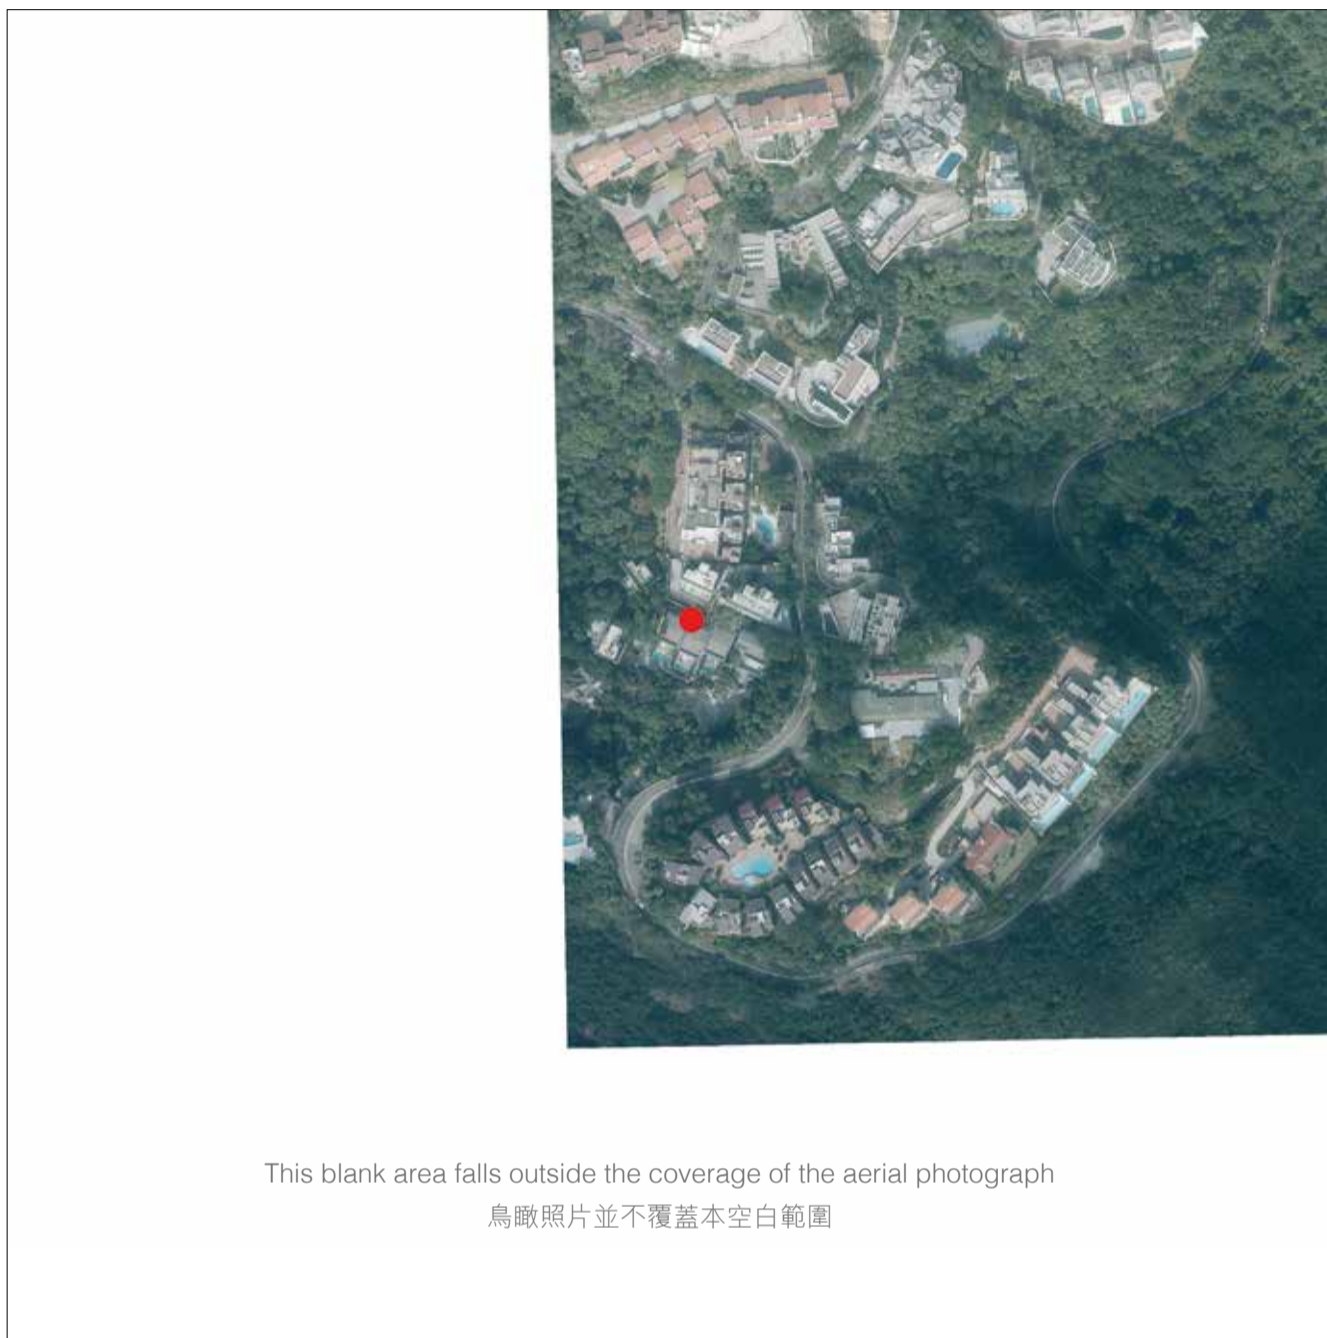 This blank area falls outside the coverage of the aerial photograph
鳥瞰照片並不覆蓋本空白範圍